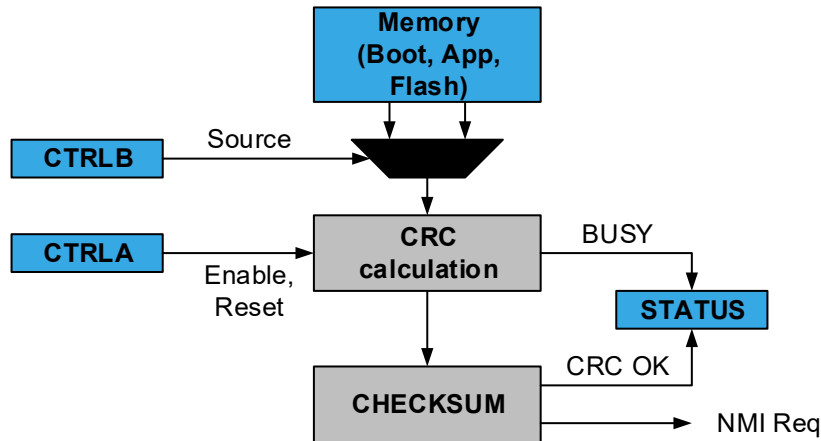 Memory
(Boot, App,
Flash)
Source
CTRLB
CTRLA
Enable,
Reset
CRC
calculation
BUSY
STATUS
CRC OK
CHECKSUM
NMI Req